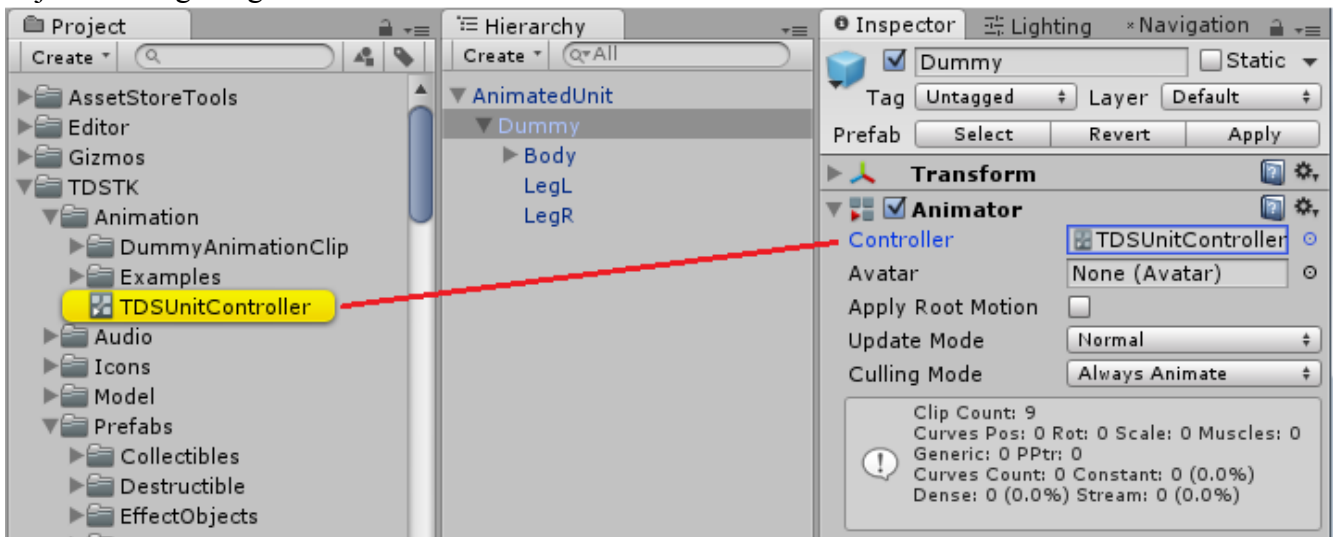 Project
Create
AssetStoreTools
Editor
Gizmos
TDSTK
Animation
DummyAnimationClip
Examples
TDSUnitController
Audio
Icons
Model
Prefabs
Collectibles
Destructible
EffectObjects
Hierarchy
Create All
AnimatedUnit
Dummy
Body
LegL
LegR
Inspector Lighting Navigation
Dummy Static
Tag Untagged Layer Default
Prefab Select Revert Apply
Transform
Animator
Controller TDSUnitController
Avatar None (Avatar)
Apply Root Motion
Update Mode Normal
Culling Mode Always Animate
Clip Count: 9
Curves Pos: 0 Rot: 0 Scale: 0 Muscles: 0
Generic: 0 PPtr: 0
Curves Count: 0 Constant: 0 (0.0%)
Dense: 0 (0.0%) Stream: 0 (0.0%)